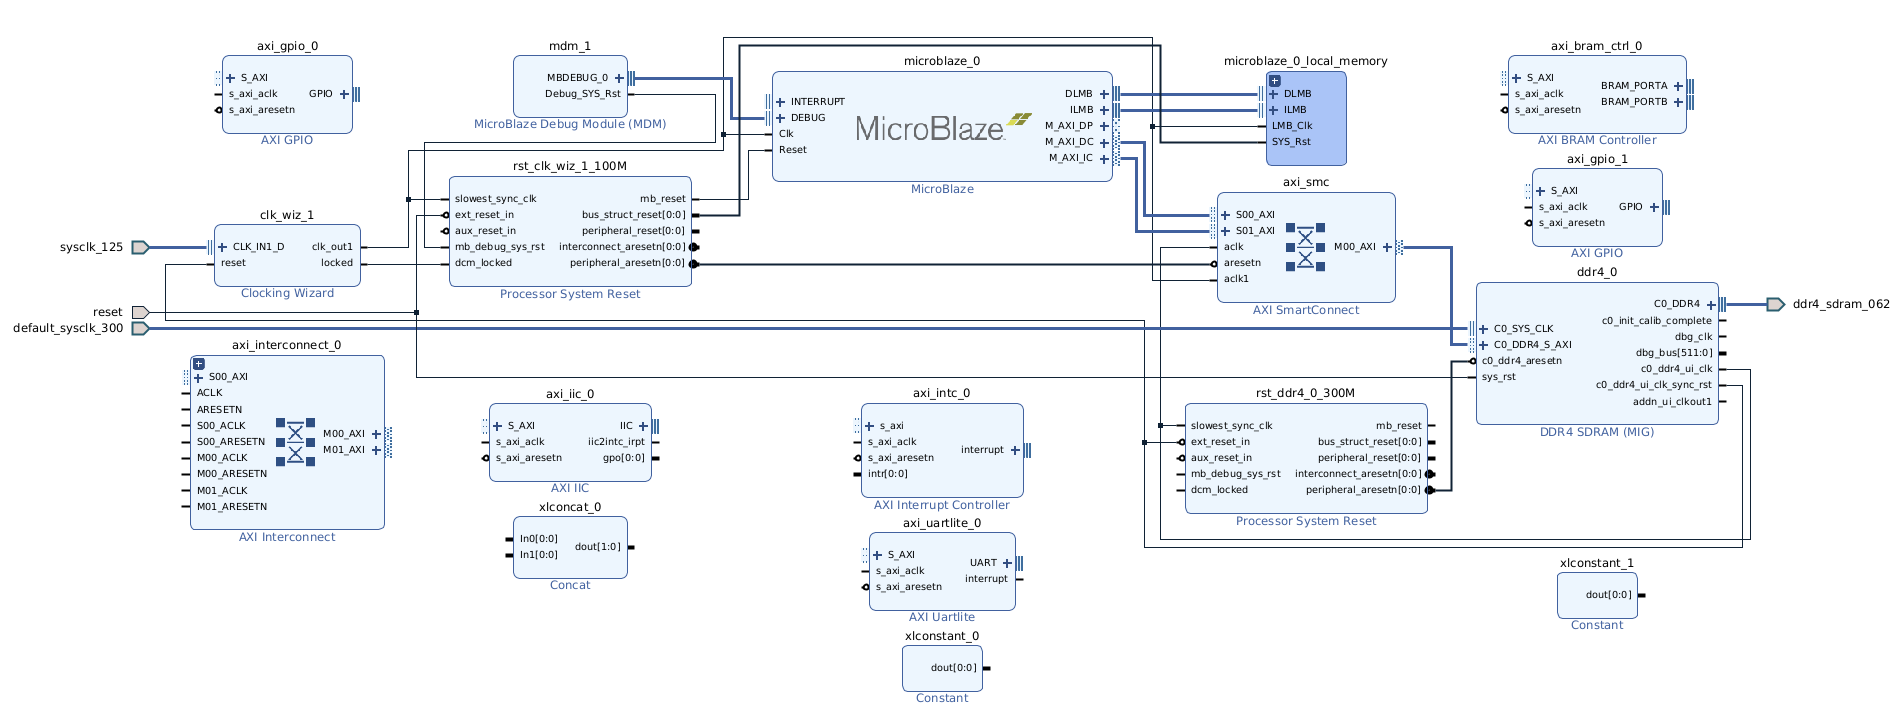 axi_gpio_0
S_AXI
s_axi_aclk
s_axi_aresetn
GPIO
AXI GPIO
mdm_1
MBDEBUG_0
Debug_SYS_Rst
MicroBlaze Debug Module (MDM)
microblaze_0
INTERRUPT
DEBUG
Clk
Reset
MicroBlaze
DLMB
ILMB
M_AXI_DP
M_AXI_DC
M_AXI_IC
MicroBlaze
microblaze_0_local_memory
DLMB
ILMB
LMB_Clk
SYS_Rst
axi_bram_ctrl_0
S_AXI
s_axi_aclk
s_axi_aresetn
BRAM_PORTA
BRAM_PORTB
AXI BRAM Controller
axi_gpio_1
S_AXI
s_axi_aclk
s_axi_aresetn
GPIO
AXI GPIO
rst_clk_wiz_1_100M
slowest_sync_clk
ext_reset_in
aux_reset_in
mb_debug_sys_rst
dcm_locked
mb_reset
bus_struct_reset[0:0]
peripheral_reset[0:0]
interconnect_aresetn[0:0]
peripheral_aresetn[0:0]
Processor System Reset
clk_wiz_1
CLK_IN1_D
reset
clk_out1
locked
Clocking Wizard
sysclk_125
reset
default_sysclk_300
axi_smc
S00_AXI
S01_AXI
aclk
aresetn
aclk1
M00_AXI
AXI SmartConnect
ddr4_0
C0_SYS_CLK
C0_DDR4_S_AXI
c0_ddr4_aresetn
sys_rst
C0_DDR4
c0_init_calib_complete
dbg_clk
dbg_bus[511:0]
c0_ddr4_ui_clk
c0_ddr4_ui_clk_sync_rst
addn_ui_clkout1
DDR4 SDRAM (MIG)
ddr4_sdram_062
axi_interconnect_0
S00_AXI
ACLK
ARESETN
S00_ACLK
S00_ARESETN
M00_ACLK
M00_ARESETN
M01_ACLK
M01_ARESETN
M00_AXI
M01_AXI
AXI Interconnect
axi_iic_0
S_AXI
s_axi_aclk
s_axi_aresetn
IIC
iic2intc_irpt
gpo[0:0]
AXI IIC
xlconcat_0
In0[0:0]
In1[0:0]
dout[1:0]
Concat
axi_intc_0
s_axi
s_axi_aclk
s_axi_aresetn
intr[0:0]
interrupt
AXI Interrupt Controller
axi_uartlite_0
S_AXI
s_axi_aclk
s_axi_aresetn
UART
interrupt
AXI Uartlite
xlconstant_0
dout[0:0]
Constant
rst_ddr4_0_300M
slowest_sync_clk
ext_reset_in
aux_reset_in
mb_debug_sys_rst
dcm_locked
mb_reset
bus_struct_reset[0:0]
peripheral_reset[0:0]
interconnect_aresetn[0:0]
peripheral_aresetn[0:0]
Processor System Reset
xlconstant_1
dout[0:0]
Constant